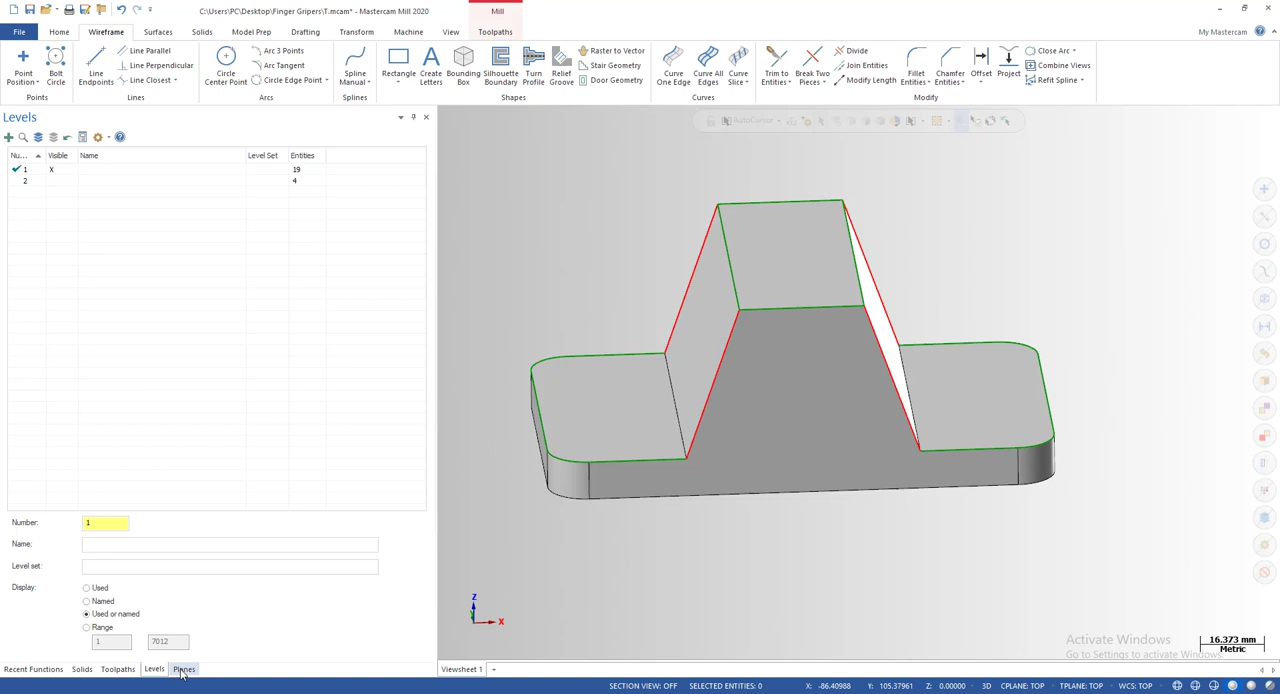 C:\Users\PC\Desktop\Finger Gripers\T.mcam* - Mastercam Mill 2020
Mill
File Home Wireframe Surfaces Solids Model Prep Drafting Transform Machine View Toolpaths My Mastercam
Point Position Bolt Circle
Points
Line Endpoints
Line Parallel
Line Perpendicular
Line Closest
Lines
Circle Center Point
Arc 3 Points
Arc Tangent
Circle Edge Point
Arcs
Spline Manual
Splines
Rectangle Create Letters Bounding Box Silhouette Boundary Turn Profile Relief Groove
Raster to Vector
Stair Geometry
Door Geometry
Shapes
Curve One Edge Curve All Edges Curve Slice
Curves
Trim to Entities Break Two Pieces
Divide
Join Entities
Modify Length
Fillet Entities Chamfer Entities Offset Project
Close Arc
Combine Views
Refit Spline
Modify
Levels
Nu... Visible Name Level Set Entities
1 X 19
2 4
Number: 1
Name:
Level set:
Display: Used
Named
Used or named
Range
1 7012
AutoCursor
Z
X
Activate Windows
Go to Settings to activate Windows.
16.373 mm
Metric
Recent Functions Solids Toolpaths Levels Planes
Viewsheet 1 +
SECTION VIEW: OFF SELECTED ENTITIES: 0 X: -86.40988 Y: 105.37961 Z: 0.00000 3D CPLANE: TOP TPLANE: TOP WCS: TOP